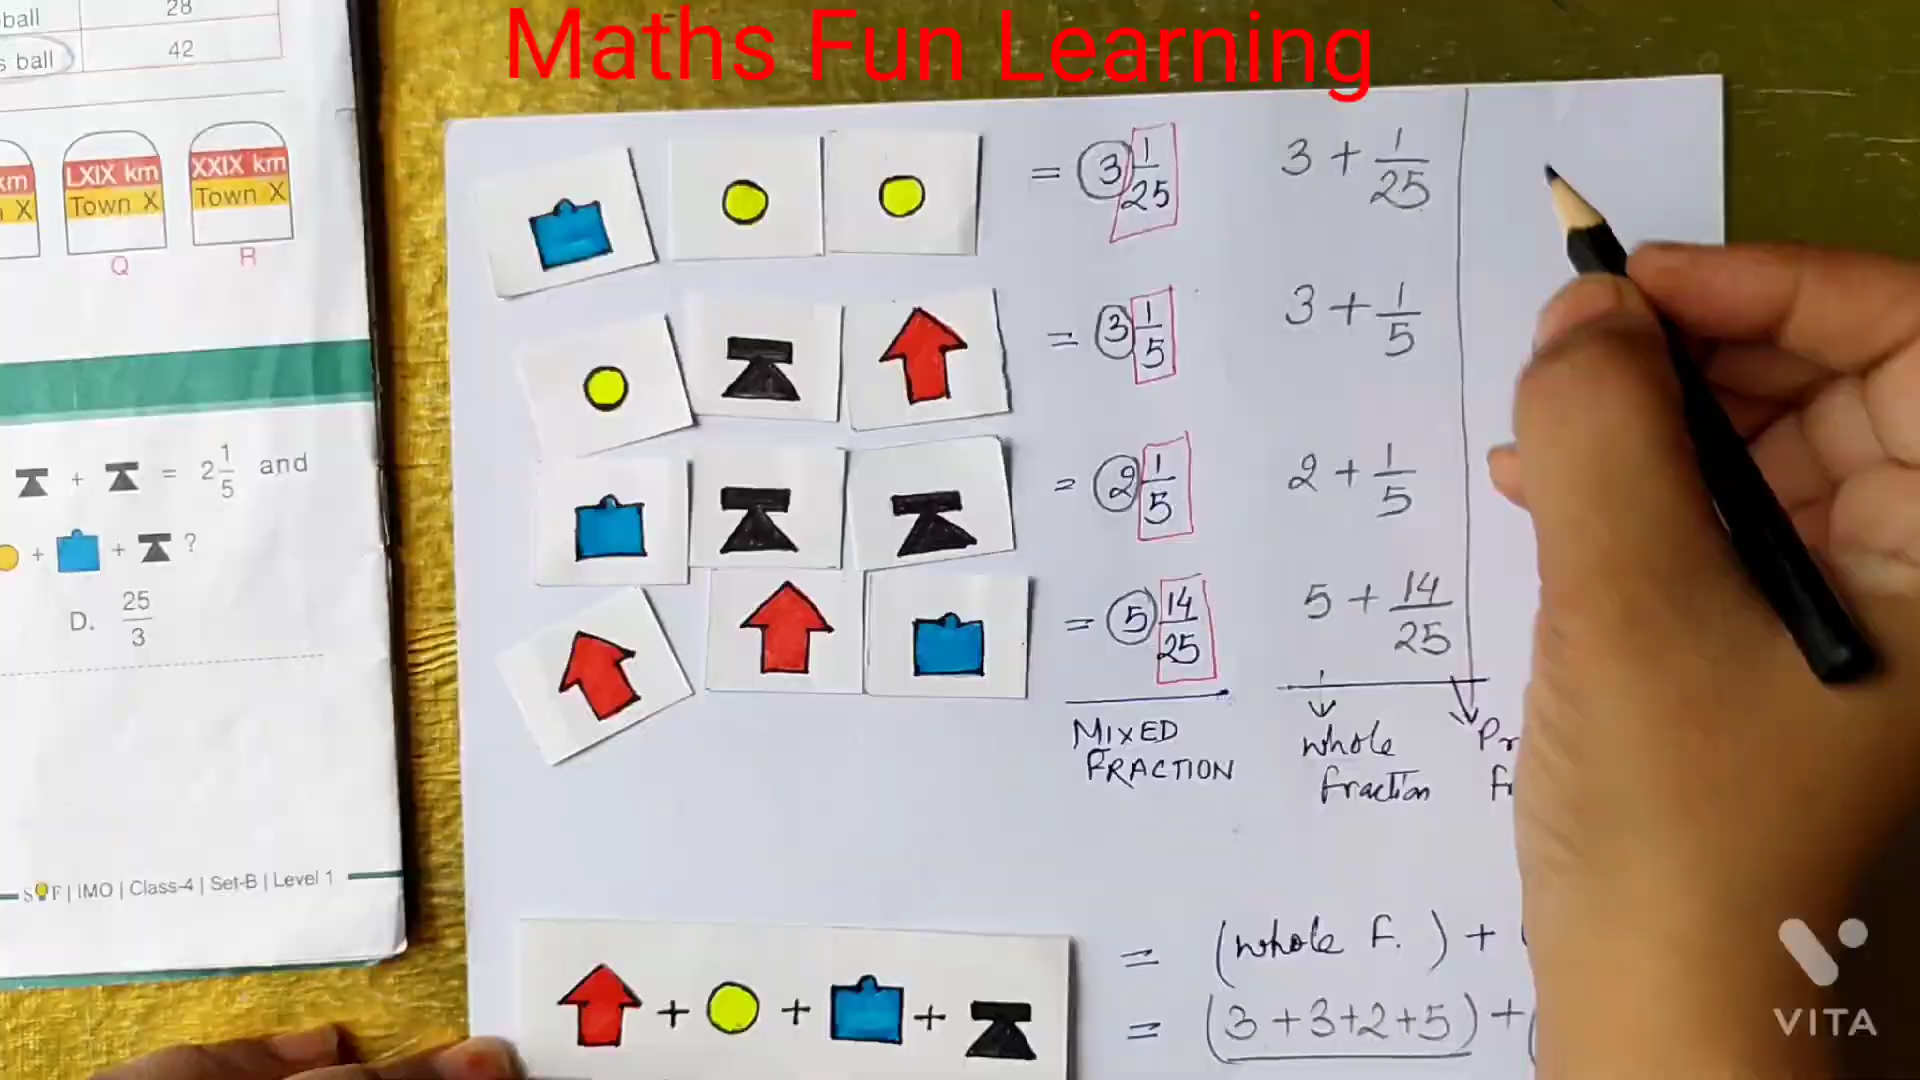 Maths Fun Learning
ball 28
ball 42
km
X
LXIX km
Town X
Q
XXIX km
Town X
R
+ = 2 1/5 and
+ + ?
D. 25/3
SOF | IMO | Class-4 | Set-B | Level 1
= 3 1/25 3 + 1/25
= 3 1/5 3 + 1/5
= 2 1/5 2 + 1/5
= 5 14/25 5 + 14/25
MIXED
FRACTION
whole
fraction
+ + +
= (whole F.) +
= (3+3+2+5) + (
VITA